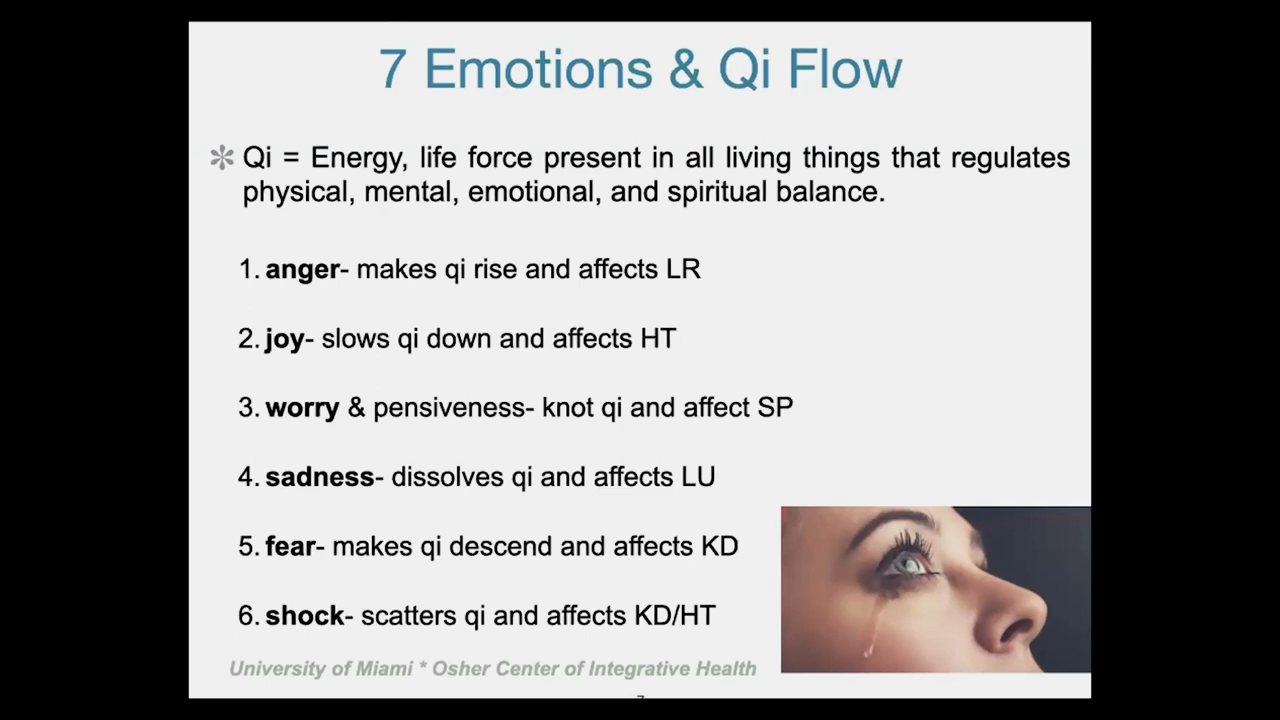 7 Emotions & Qi Flow
✼ Qi = Energy, life force present in all living things that regulates
physical, mental, emotional, and spiritual balance.
1. anger- makes qi rise and affects LR
2. joy- slows qi down and affects HT
3. worry & pensiveness- knot qi and affect SP
4. sadness- dissolves qi and affects LU
5. fear- makes qi descend and affects KD
6. shock- scatters qi and affects KD/HT
University of Miami * Osher Center of Integrative Health